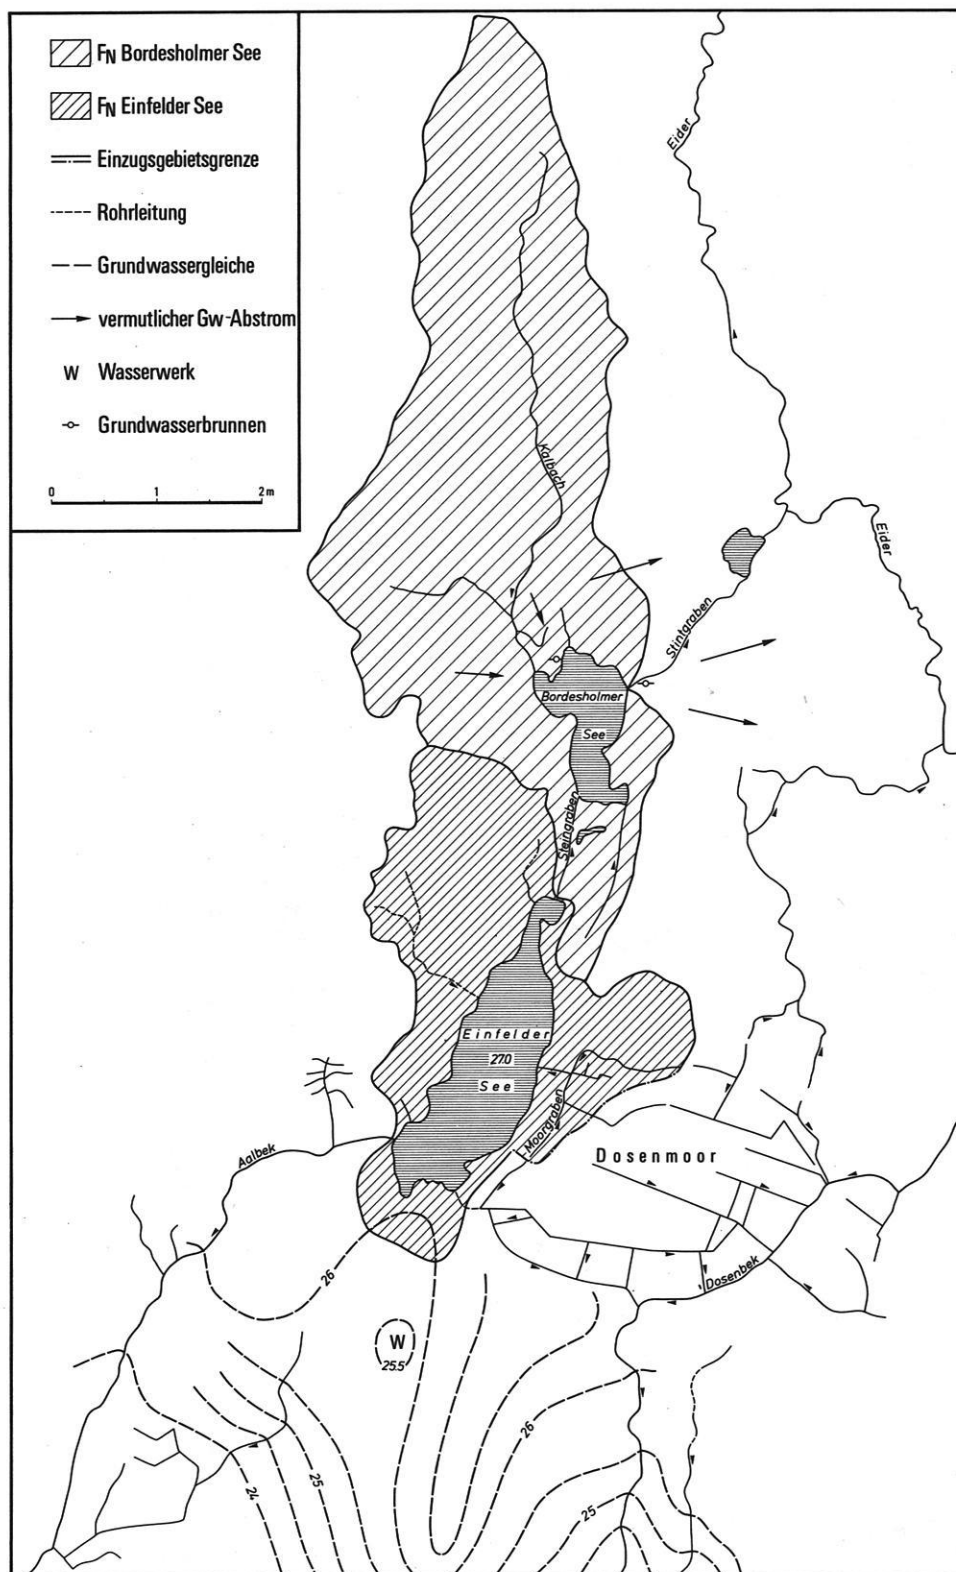 FN Bordesholmer See
FN Einfelder See
Einzugsgebietsgrenze
Rohrleitung
Grundwassergleiche
vermutlicher Gw-Abstrom
W Wasserwerk
Grundwasserbrunnen
0 1 2m
Eider
Kalbach
Eider
Stintgraben
Bordesholmer
See
Steingraben
Einfelder
27.0
See
Moorgraben
Dosenmoor
Aalbek
Dosenbek
26
W
25.5
26
25
24
25